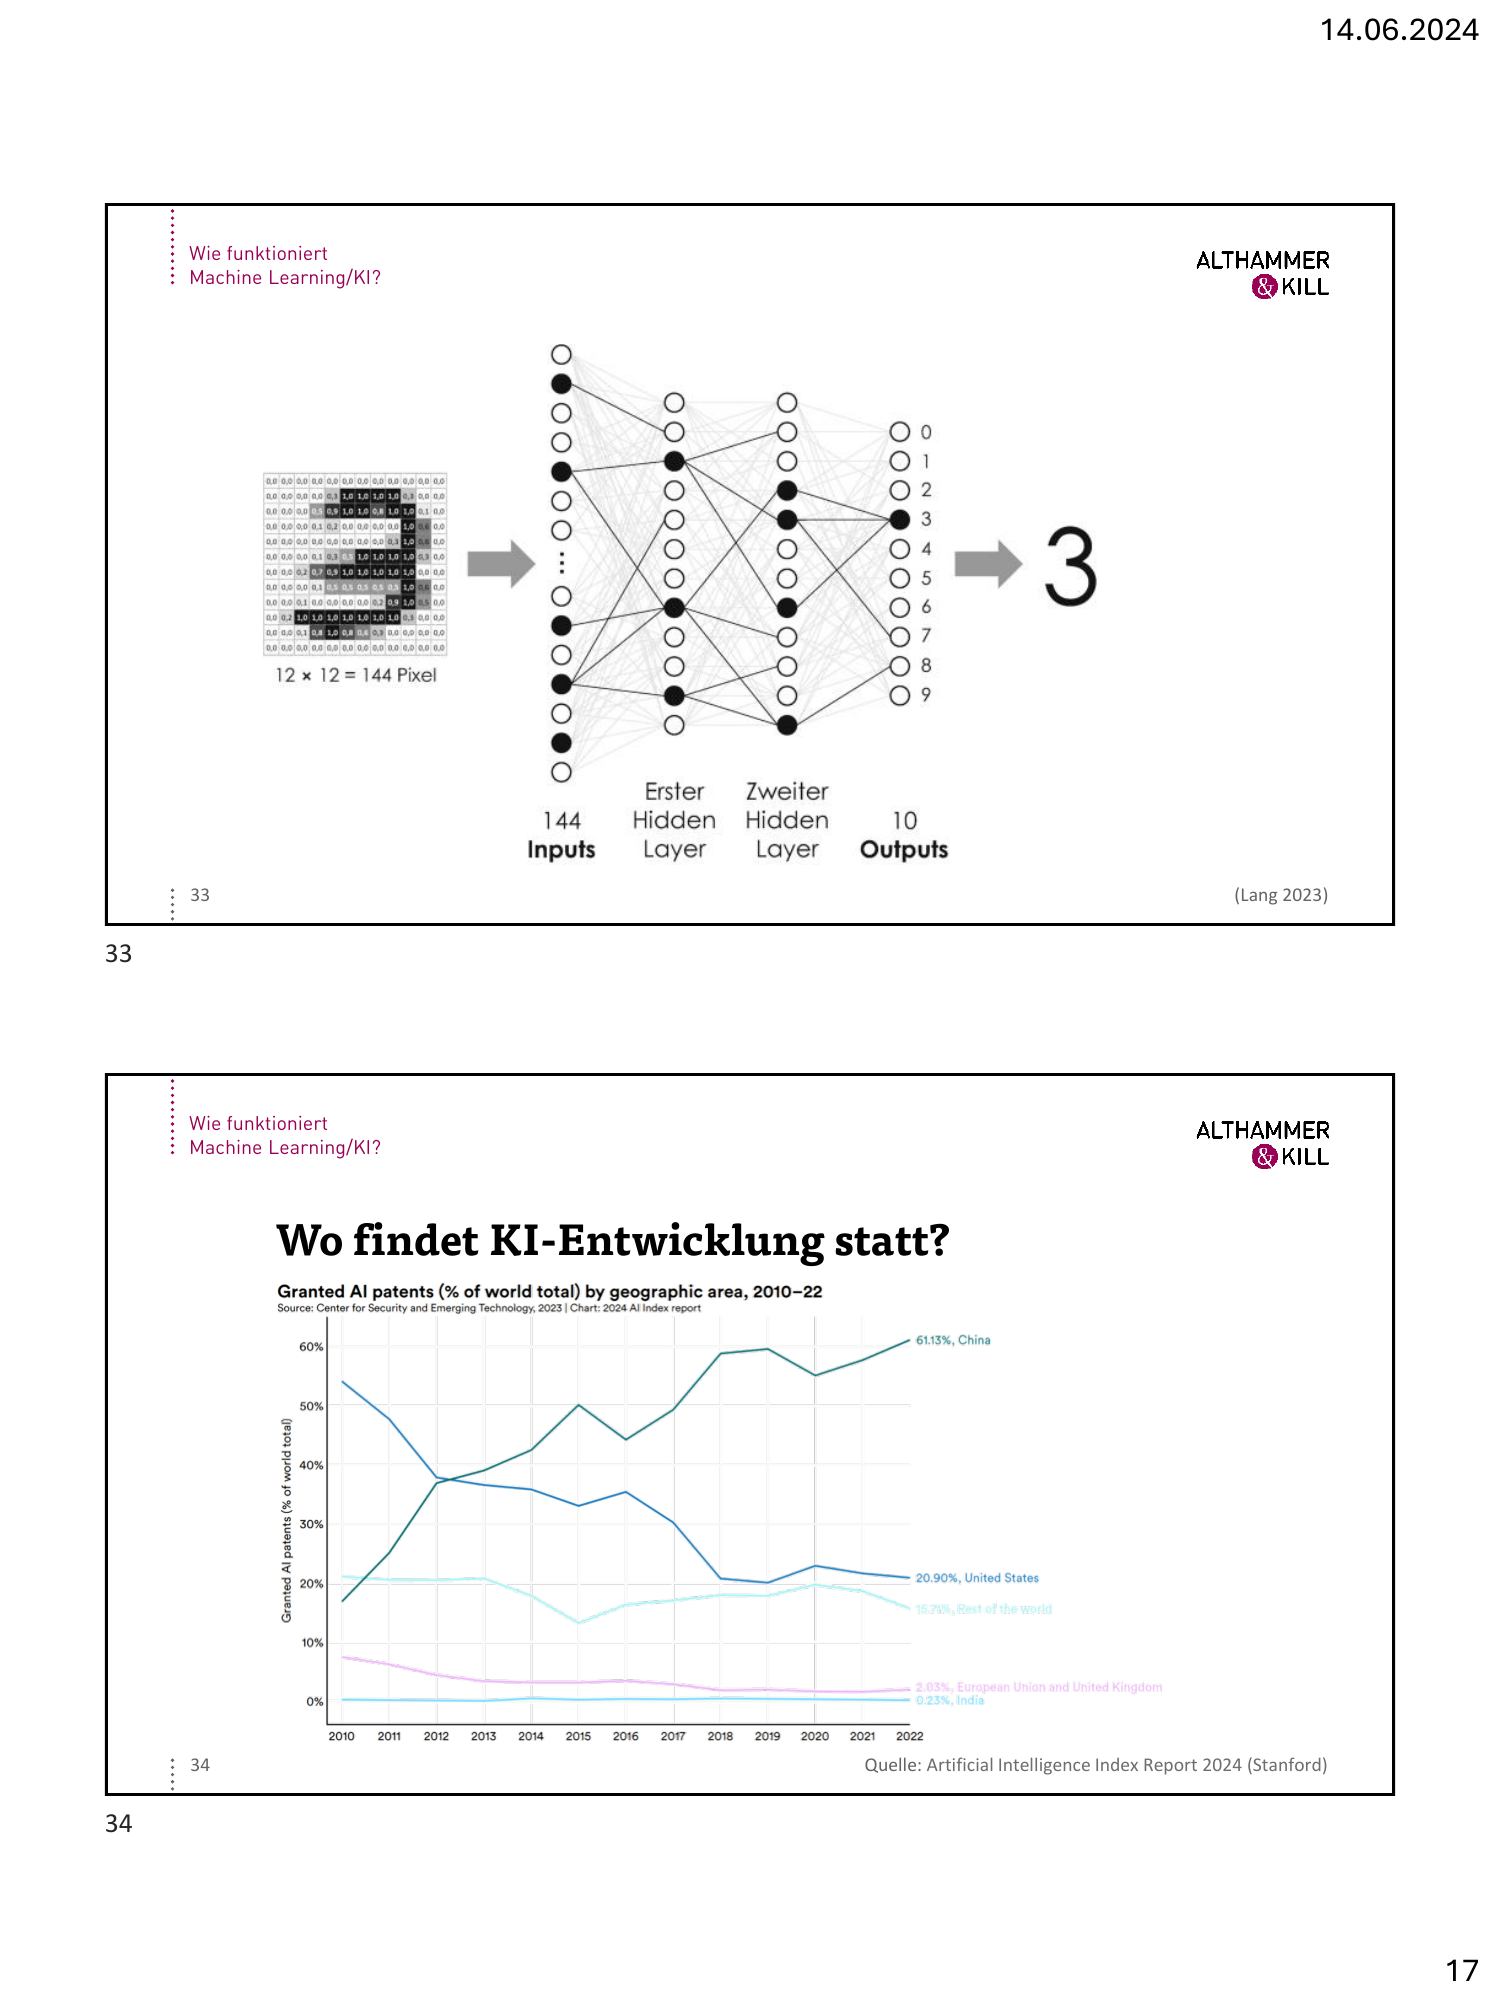 14.06.2024
Wie funktioniert
Machine Learning/KI?
ALTHAMMER
& KILL
12 × 12 = 144 Pixel
0
1
2
3
4
5
6
7
8
9
3
144
Inputs
Erster
Hidden
Layer
Zweiter
Hidden
Layer
10
Outputs
33
(Lang 2023)
33
Wie funktioniert
Machine Learning/KI?
ALTHAMMER
& KILL
Wo findet KI-Entwicklung statt?
Granted AI patents (% of world total) by geographic area, 2010–22
Source: Center for Security and Emerging Technology, 2023 | Chart: 2024 AI Index report
Granted AI patents (% of world total)
60%
50%
40%
30%
20%
10%
0%
61.13%, China
20.90%, United States
15.71%, Rest of the world
2.03%, European Union and United Kingdom
0.23%, India
2010 2011 2012 2013 2014 2015 2016 2017 2018 2019 2020 2021 2022
34
Quelle: Artificial Intelligence Index Report 2024 (Stanford)
34
17